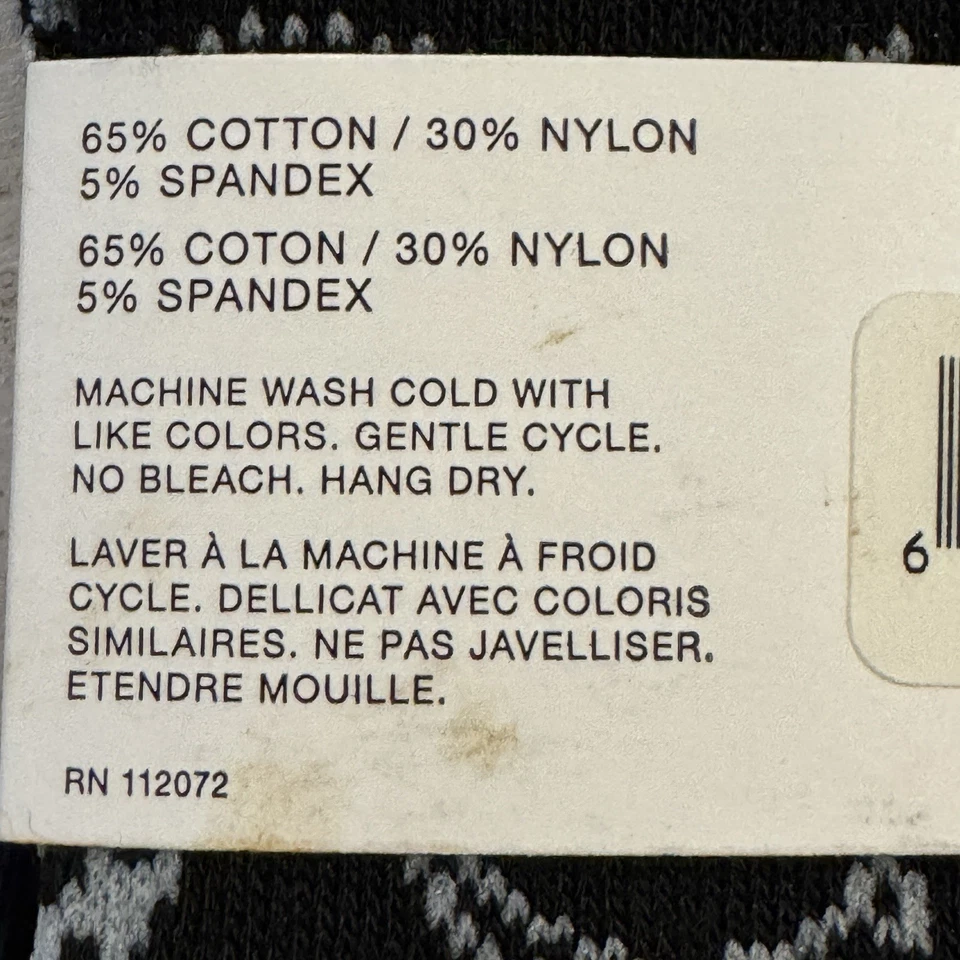 65% COTTON / 30% NYLON
5% SPANDEX
65% COTON / 30% NYLON
5% SPANDEX
MACHINE WASH COLD WITH
LIKE COLORS. GENTLE CYCLE.
NO BLEACH. HANG DRY.
LAVER À LA MACHINE À FROID
CYCLE. DELLICAT AVEC COLORIS
SIMILAIRES. NE PAS JAVELLISER.
ETENDRE MOUILLE.
RN 112072
6